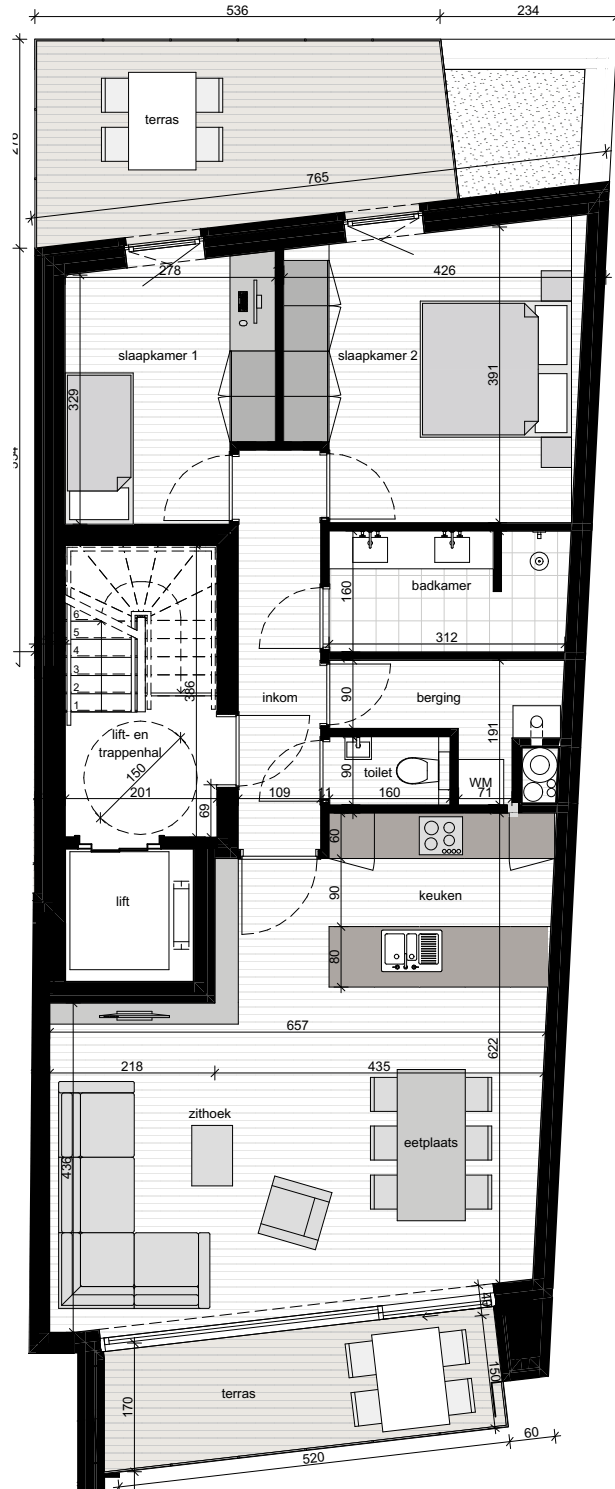 536
234
terras
765
278
426
slaapkamer 1
slaapkamer 2
391
329
badkamer
160
312
6
5
4
3
2
1
386
inkom
90
berging
191
lift- en
trappenhal
150
toilet
90
WM
201
69
109
11
160
71
60
lift
90
keuken
80
657
622
218
435
zithoek
eetplaats
436
terras
170
150
520
60